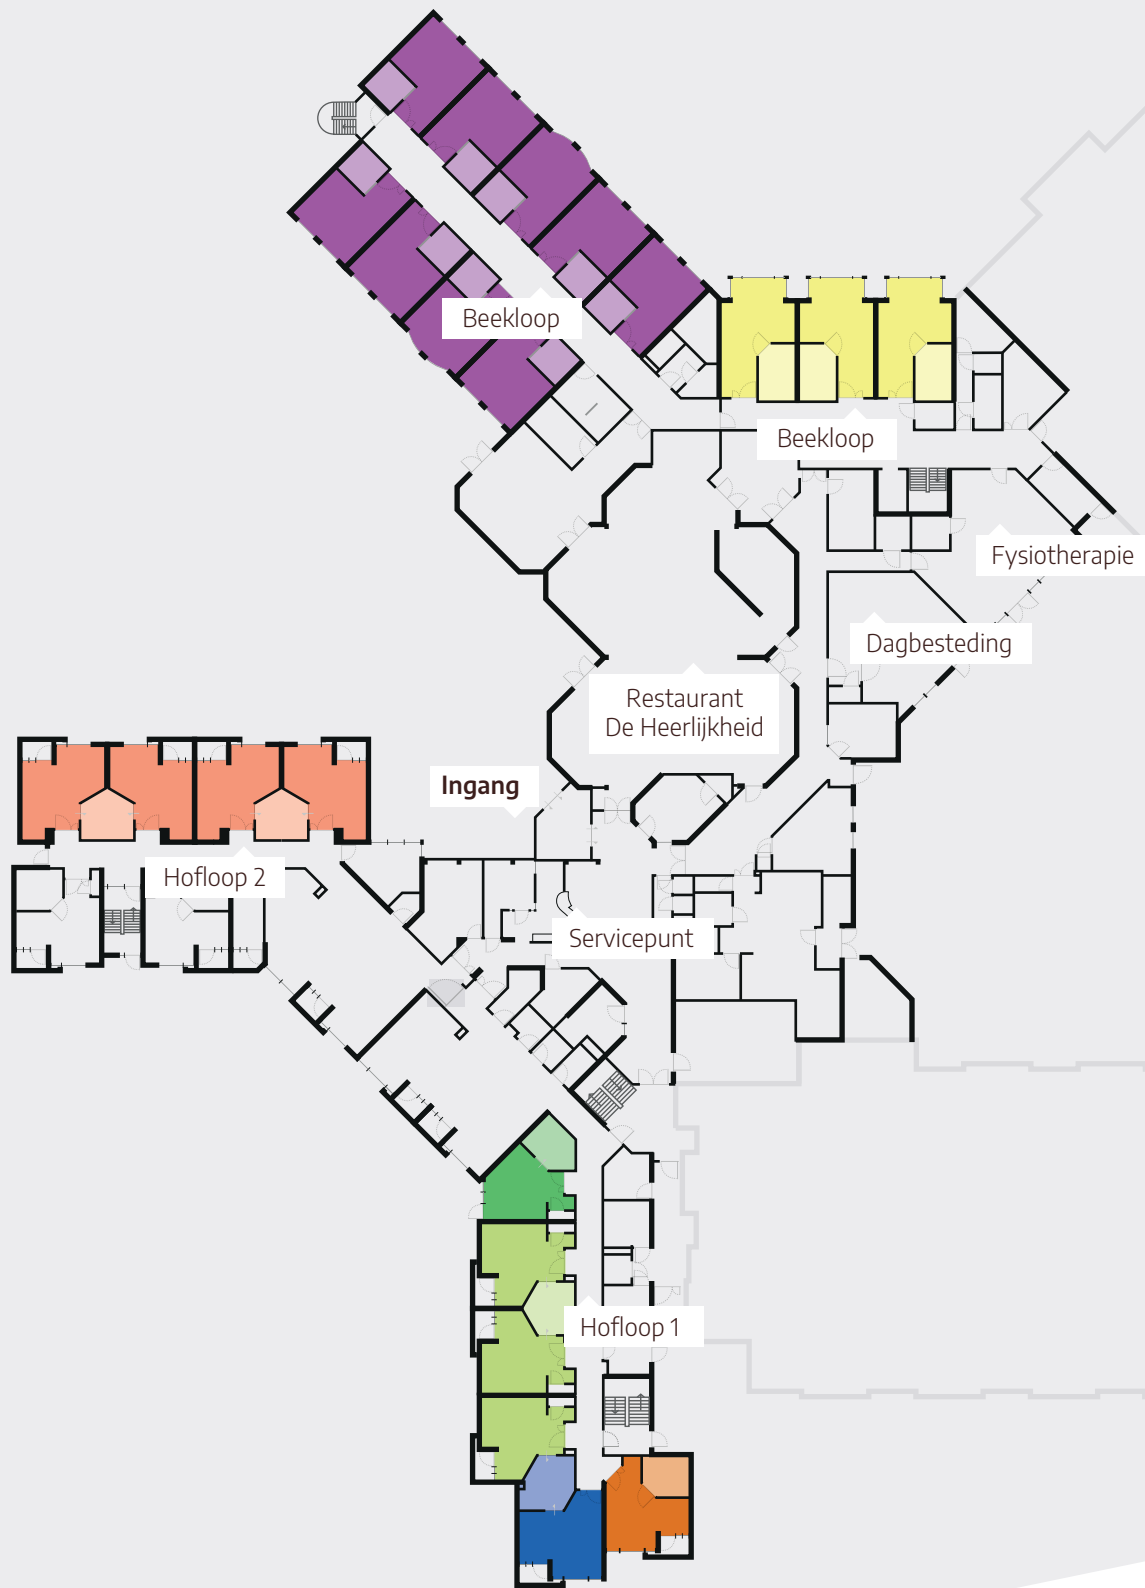 Beekloop
Beekloop
Fysiotherapie
Dagbesteding
Restaurant
De Heerlijkheid
Ingang
Hofloop 2
Servicepunt
Hofloop 1